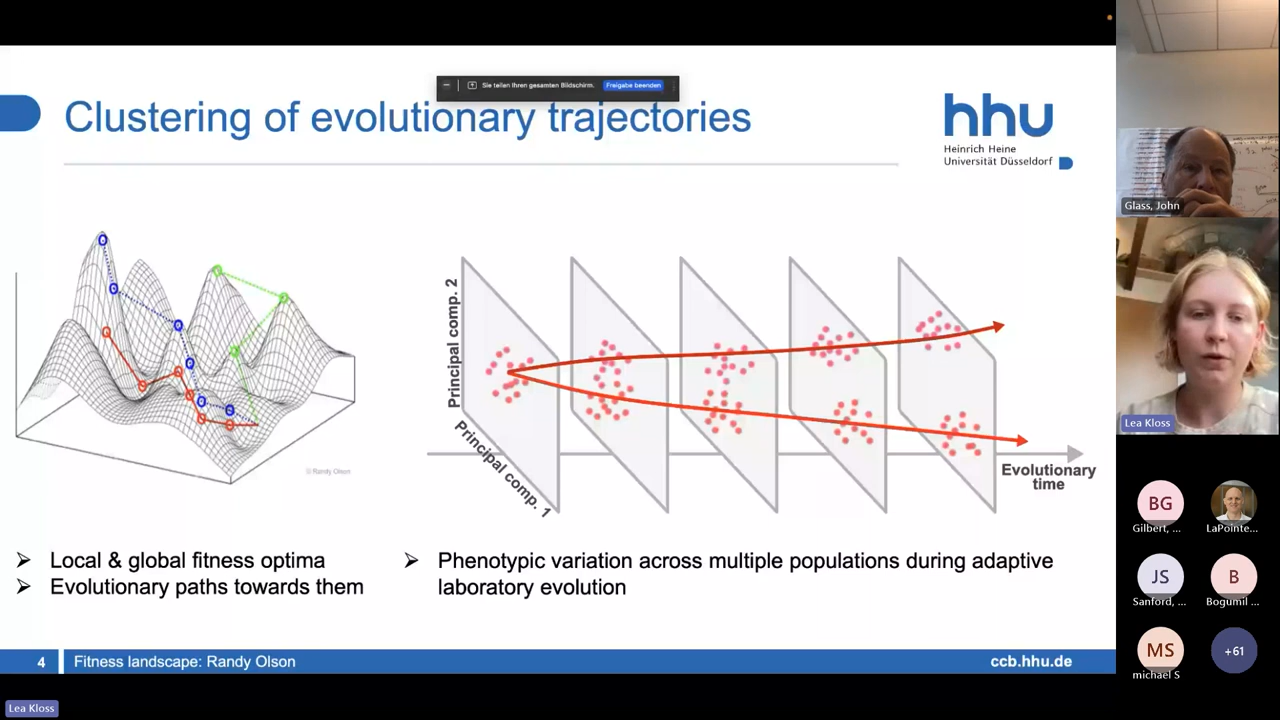 Sie teilen Ihren gesamten Bildschirm. Freigabe beenden
Clustering of evolutionary trajectories
hhu
Heinrich Heine
Universität Düsseldorf
Glass, John
Principal comp. 2
Principal comp. 1
Evolutionary
time
© Randy Olson
Lea Kloss
➢ Local & global fitness optima
➢ Evolutionary paths towards them
➢ Phenotypic variation across multiple populations during adaptive
laboratory evolution
4 Fitness landscape: Randy Olson
ccb.hhu.de
BG
Gilbert, ...
LaPointe...
JS
Sanford, ...
B
Bogumil ...
MS
michael S
+61
Lea Kloss